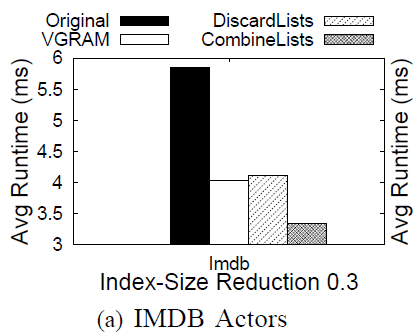 Original
VGRAM
DiscardLists
CombineLists
Avg Runtime (ms)
6
5.5
5
4.5
4
3.5
3
Avg Runtime (ms)
Imdb
Index-Size Reduction 0.3
(a) IMDB Actors